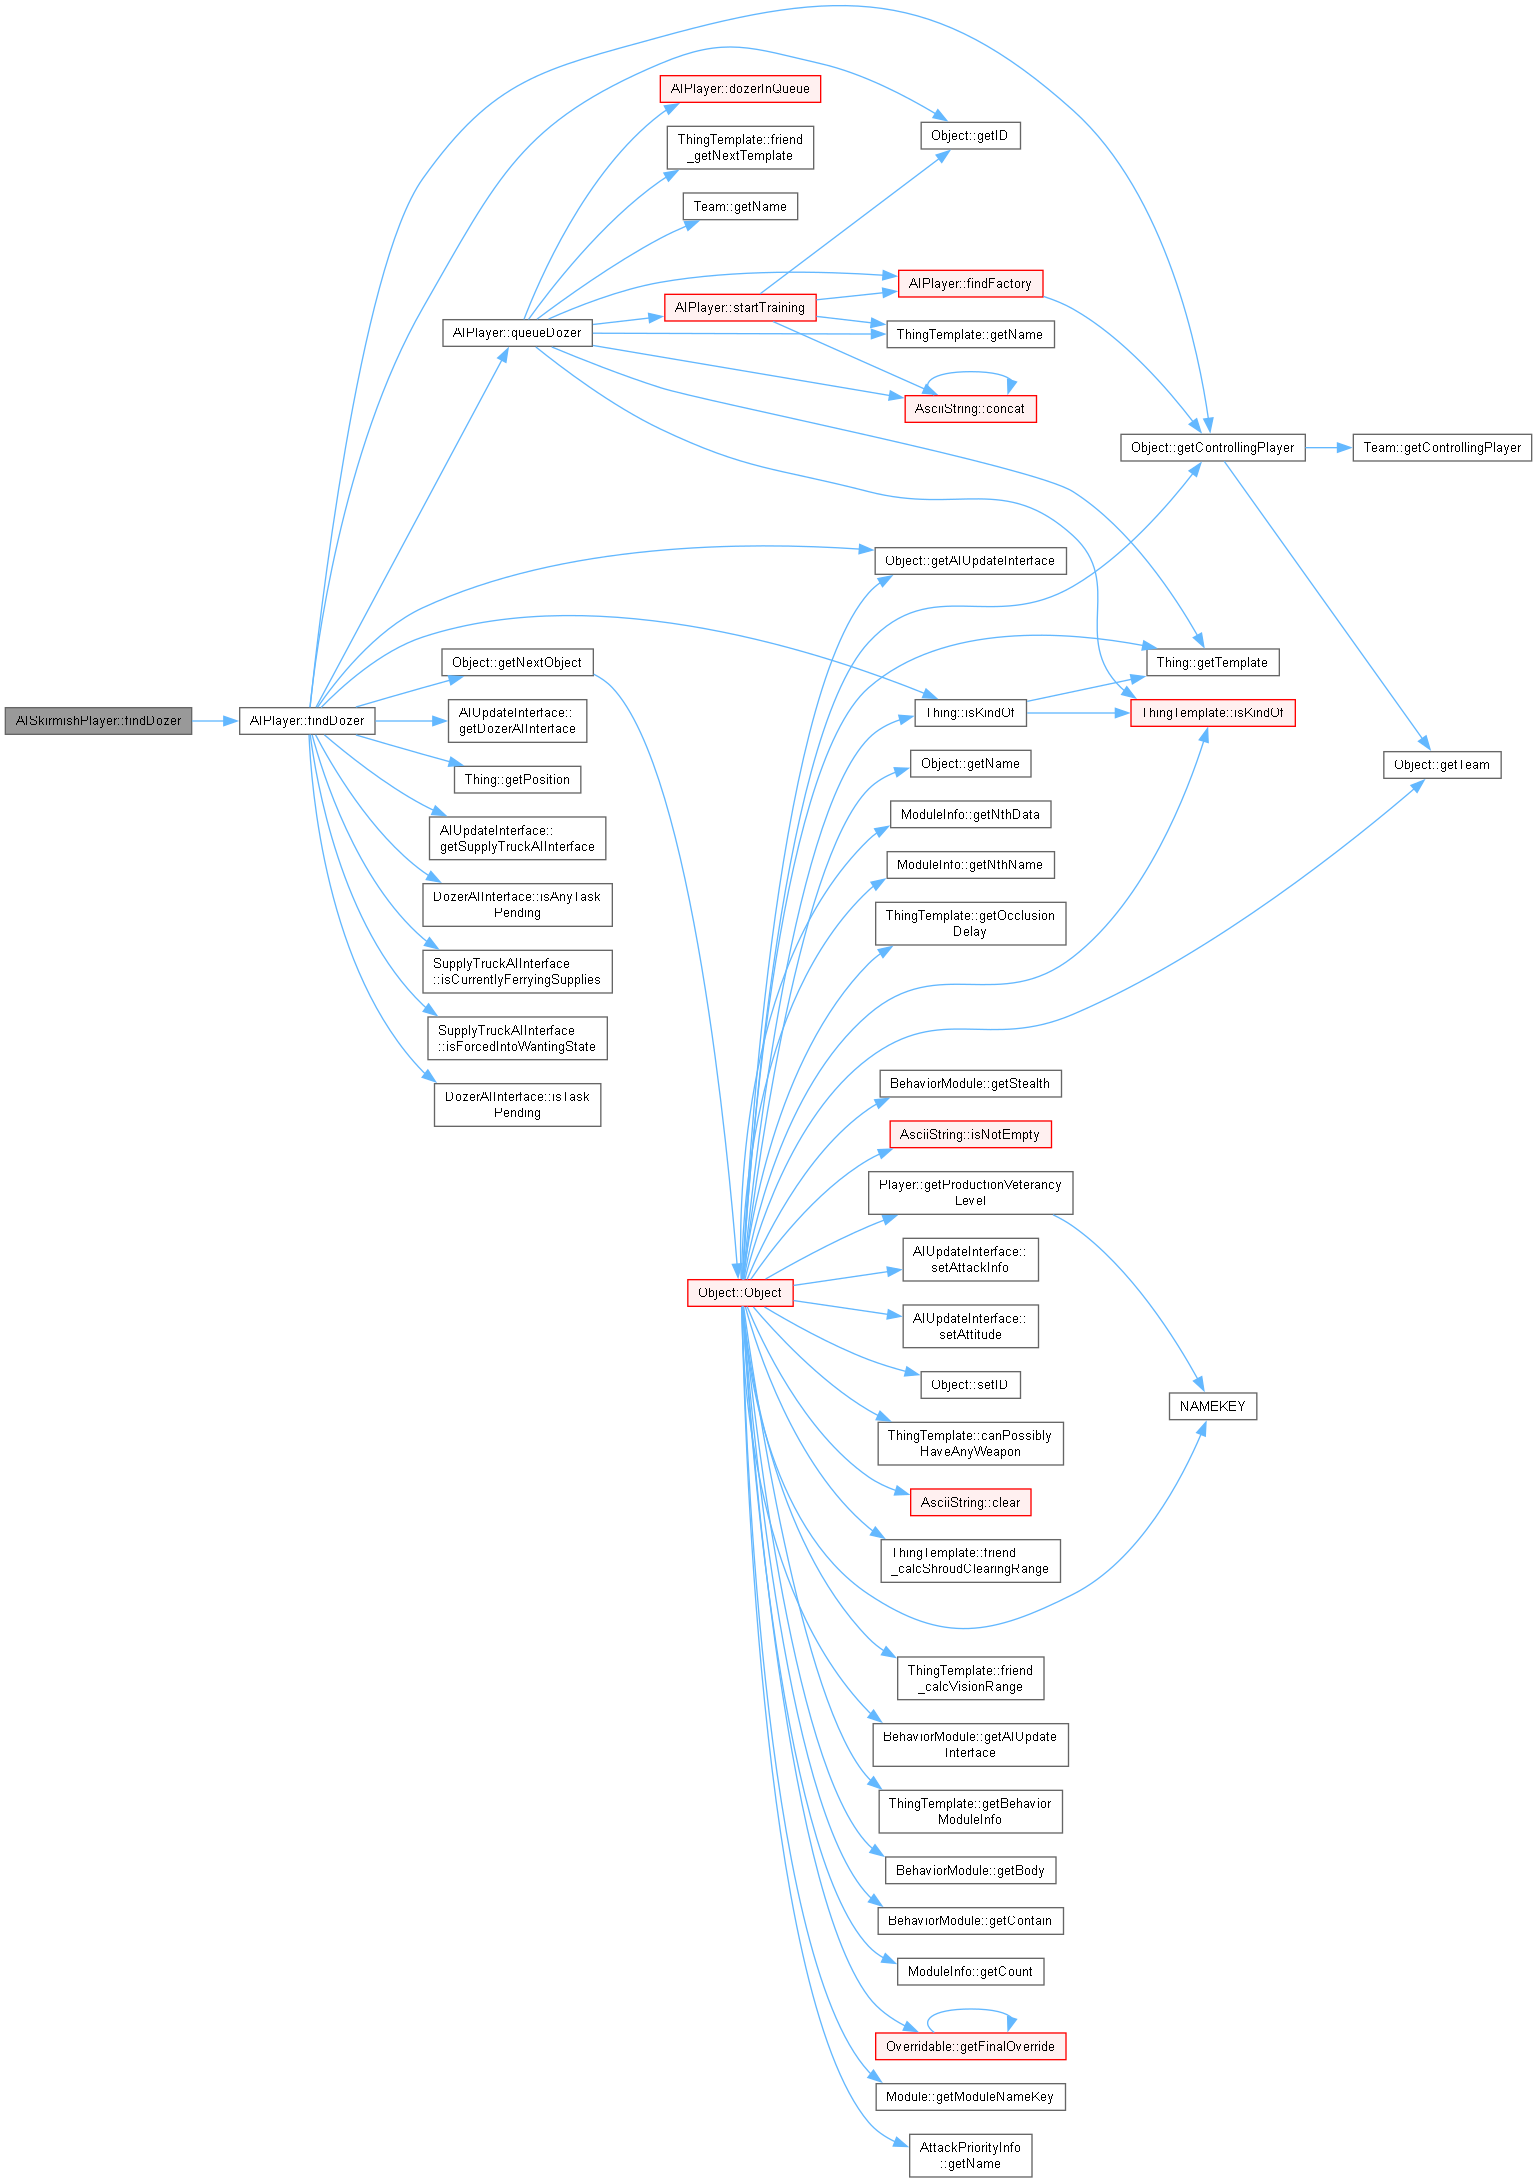 AIPlayer::dozerInQueue
ThingTemplate::friend
_getNextTemplate
Object::getID
Team::getName
AIPlayer::findFactory
AIPlayer::startTraining
AIPlayer::queueDozer
ThingTemplate::getName
AsciiString::concat
Object::getControllingPlayer
Team::getControllingPlayer
Object::getAIUpdateInterface
Object::getNextObject
Thing::getTemplate
AISkirmishPlayer::findDozer
AIPlayer::findDozer
AIUpdateInterface::
getDozerAIInterface
Thing::isKindOf
ThingTemplate::isKindOf
Object::getName
Object::getTeam
Thing::getPosition
ModuleInfo::getNthData
AIUpdateInterface::
getSupplyTruckAIInterface
ModuleInfo::getNthName
DozerAIInterface::isAnyTask
Pending
ThingTemplate::getOcclusion
Delay
SupplyTruckAIInterface
::isCurrentlyFerryingSupplies
SupplyTruckAIInterface
::isForcedIntoWantingState
BehaviorModule::getStealth
DozerAIInterface::isTask
Pending
AsciiString::isNotEmpty
Player::getProductionVeterancy
Level
AIUpdateInterface::
setAttackInfo
Object::Object
AIUpdateInterface::
setAttitude
Object::setID
NAMEKEY
ThingTemplate::canPossibly
HaveAnyWeapon
AsciiString::clear
ThingTemplate::friend
_calcShroudClearingRange
ThingTemplate::friend
_calcVisionRange
BehaviorModule::getAIUpdate
Interface
ThingTemplate::getBehavior
ModuleInfo
BehaviorModule::getBody
BehaviorModule::getContain
ModuleInfo::getCount
Overridable::getFinalOverride
Module::getModuleNameKey
AttackPriorityInfo
::getName